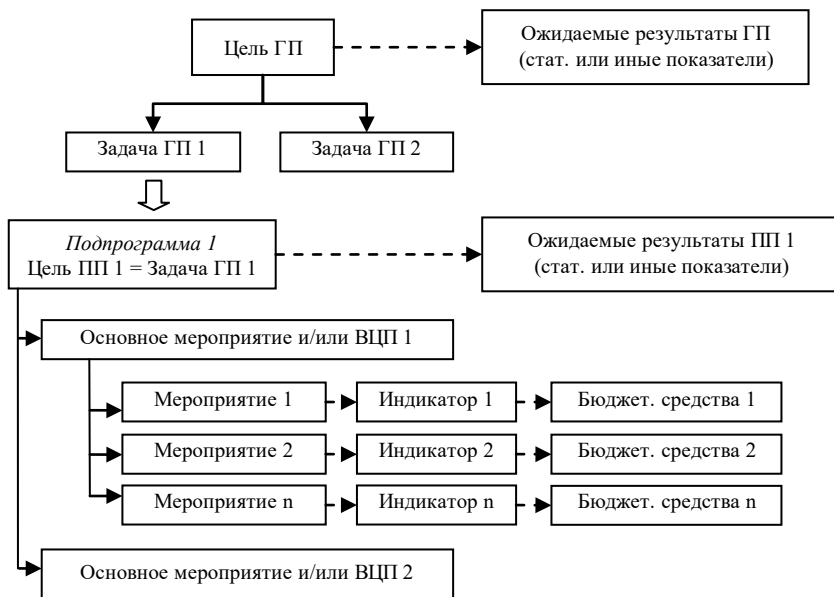 Цель ГП
Ожидаемые результаты ГП
(стат. или иные показатели)
Задача ГП 1
Задача ГП 2
Подпрограмма 1
Цель ПП 1 = Задача ГП 1
Ожидаемые результаты ПП 1
(стат. или иные показатели)
Основное мероприятие и/или ВЦП 1
Мероприятие 1
Индикатор 1
Бюджет. средства 1
Мероприятие 2
Индикатор 2
Бюджет. средства 2
Мероприятие n
Индикатор n
Бюджет. средства n
Основное мероприятие и/или ВЦП 2